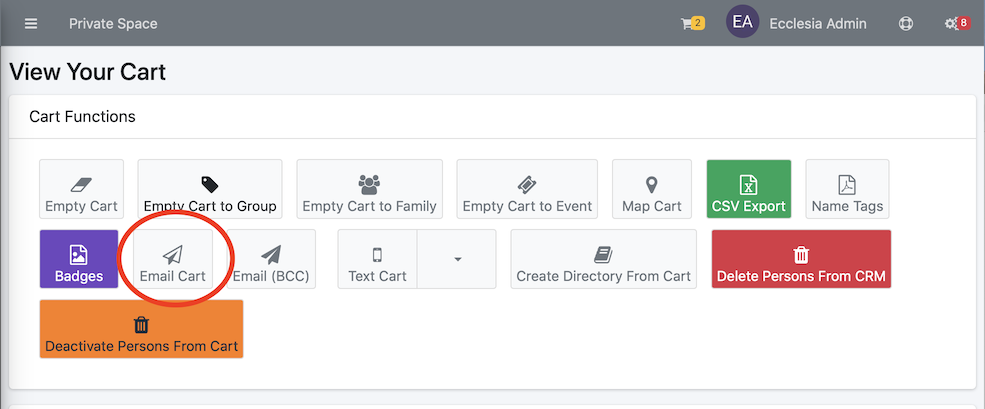 Private Space 2 EA Ecclesia Admin 8
View Your Cart
Cart Functions
Empty Cart Empty Cart to Group Empty Cart to Family Empty Cart to Event Map Cart CSV Export Name Tags
Badges Email Cart Email (BCC) Text Cart Create Directory From Cart Delete Persons From CRM
Deactivate Persons From Cart